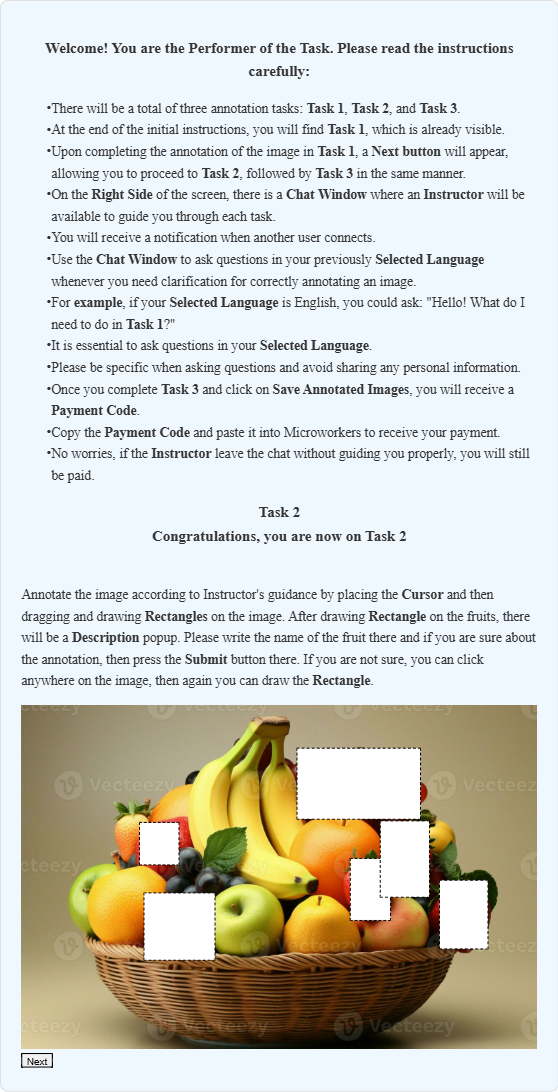 Welcome! You are the Performer of the Task. Please read the instructions
carefully:
•There will be a total of three annotation tasks: Task 1, Task 2, and Task 3.
•At the end of the initial instructions, you will find Task 1, which is already visible.
•Upon completing the annotation of the image in Task 1, a Next button will appear,
allowing you to proceed to Task 2, followed by Task 3 in the same manner.
•On the Right Side of the screen, there is a Chat Window where an Instructor will be
available to guide you through each task.
•You will receive a notification when another user connects.
•Use the Chat Window to ask questions in your previously Selected Language
whenever you need clarification for correctly annotating an image.
•For example, if your Selected Language is English, you could ask: "Hello! What do I
need to do in Task 1?"
•It is essential to ask questions in your Selected Language.
•Please be specific when asking questions and avoid sharing any personal information.
•Once you complete Task 3 and click on Save Annotated Images, you will receive a
Payment Code.
•Copy the Payment Code and paste it into Microworkers to receive your payment.
•No worries, if the Instructor leave the chat without guiding you properly, you will still
be paid.
Task 2
Congratulations, you are now on Task 2
Annotate the image according to Instructor's guidance by placing the Cursor and then
dragging and drawing Rectangles on the image. After drawing Rectangle on the fruits, there
will be a Description popup. Please write the name of the fruit there and if you are sure about
the annotation, then press the Submit button there. If you are not sure, you can click
anywhere on the image, then again you can draw the Rectangle.
Vecteezy
Next